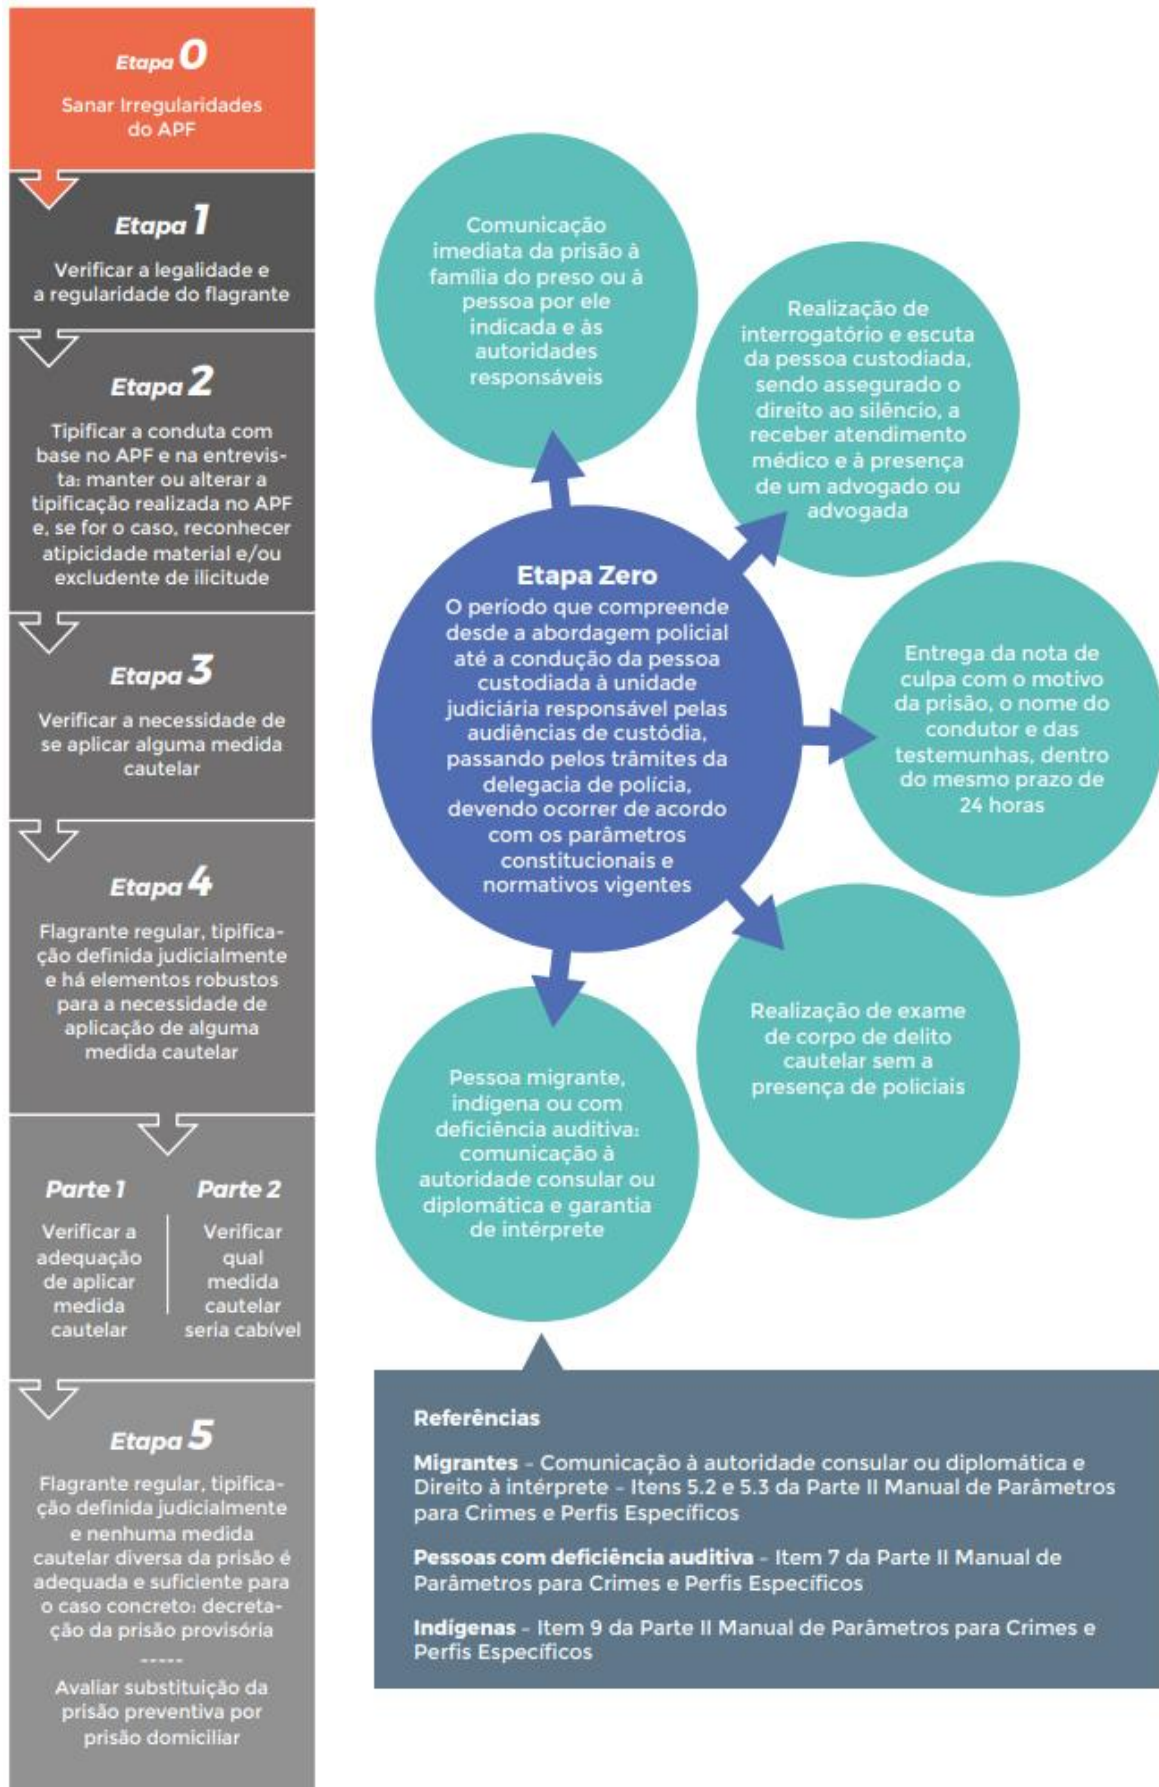 Etapa 0
Sanar Irregularidades
do APF
Etapa 1
Verificar a legalidade e
a regularidade do flagrante
Etapa 2
Tipificar a conduta com
base no APF e na entrevis-
ta: manter ou alterar a
tipificação realizada no APF
e, se for o caso, reconhecer
atipicidade material e/ou
excludente de ilicitude
Etapa 3
Verificar a necessidade de
se aplicar alguma medida
cautelar
Etapa 4
Flagrante regular, tipifica-
ção definida judicialmente
e há elementos robustos
para a necessidade de
aplicação de alguma
medida cautelar
Parte 1
Verificar a
adequação
de aplicar
medida
cautelar
Parte 2
Verificar
qual
medida
cautelar
seria cabível
Etapa 5
Flagrante regular, tipifica-
ção definida judicialmente
e nenhuma medida
cautelar diversa da prisão é
adequada e suficiente para
o caso concreto: decreta-
ção da prisão provisória
-----
Avaliar substituição da
prisão preventiva por
prisão domiciliar
Comunicação
imediata da prisão à
família do preso ou à
pessoa por ele
indicada e às
autoridades
responsáveis
Realização de
interrogatório e escuta
da pessoa custodiada,
sendo assegurado o
direito ao silêncio, a
receber atendimento
médico e à presença
de um advogado ou
advogada
Etapa Zero
O período que compreende
desde a abordagem policial
até a condução da pessoa
custodiada à unidade
judiciária responsável pelas
audiências de custódia,
passando pelos trâmites da
delegacia de polícia,
devendo ocorrer de acordo
com os parâmetros
constitucionais e
normativos vigentes
Entrega da nota de
culpa com o motivo
da prisão, o nome do
condutor e das
testemunhas, dentro
do mesmo prazo de
24 horas
Realização de exame
de corpo de delito
cautelar sem a
presença de policiais
Pessoa migrante,
indígena ou com
deficiência auditiva:
comunicação à
autoridade consular ou
diplomática e garantia
de intérprete
Referências
Migrantes - Comunicação à autoridade consular ou diplomática e
Direito à intérprete - Itens 5.2 e 5.3 da Parte II Manual de Parâmetros
para Crimes e Perfis Específicos
Pessoas com deficiência auditiva - Item 7 da Parte II Manual de
Parâmetros para Crimes e Perfis Específicos
Indígenas - Item 9 da Parte II Manual de Parâmetros para Crimes e
Perfis Específicos